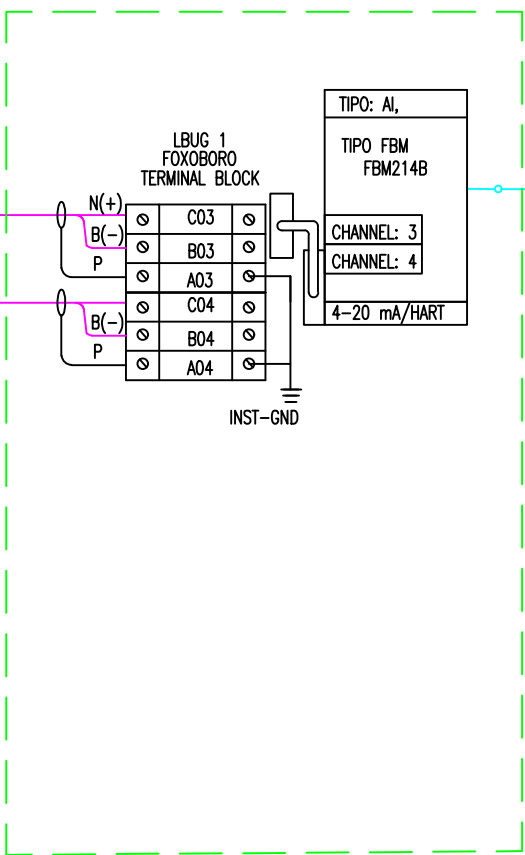 TIPO: AI,
TIPO FBM
FBM214B
CHANNEL: 3
CHANNEL: 4
4-20 mA/HART
LBUG 1
FOXOBORO
TERMINAL BLOCK
N(+)
C03
B(-)
B03
P
A03
C04
B(-)
B04
P
A04
INST-GND